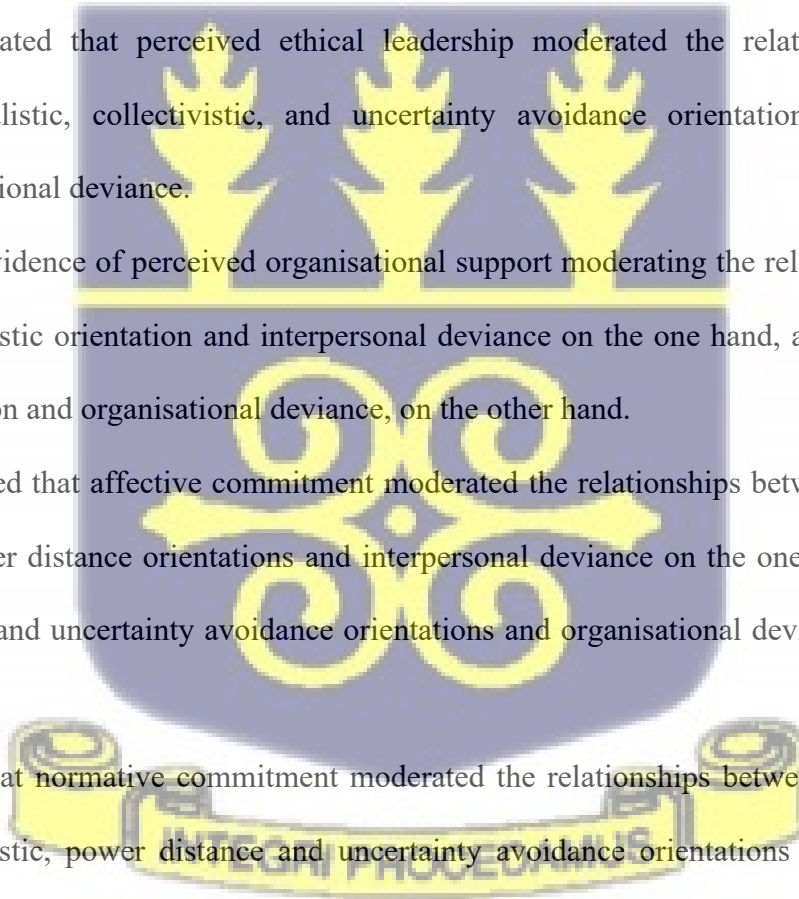 ated that perceived ethical leadership moderated the relat
listic, collectivistic, and uncertainty avoidance orientation
ional deviance.
vidence of perceived organisational support moderating the rel
stic orientation and interpersonal deviance on the one hand, a
on and organisational deviance, on the other hand.
ed that affective commitment moderated the relationships betw
er distance orientations and interpersonal deviance on the one
and uncertainty avoidance orientations and organisational dev
at normative commitment moderated the relationships betwe
stic, power distance and uncertainty avoidance orientations
INTEGRI PROCEDAMUS